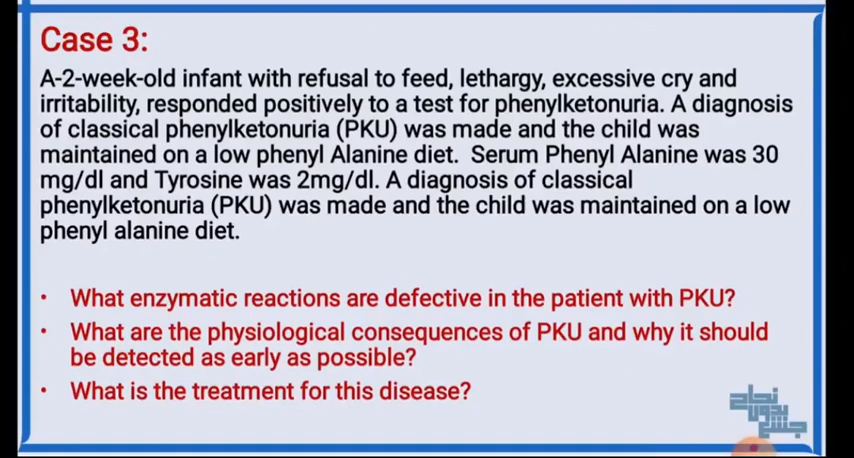 Case 3:
A-2-week-old infant with refusal to feed, lethargy, excessive cry and
irritability, responded positively to a test for phenylketonuria. A diagnosis
of classical phenylketonuria (PKU) was made and the child was
maintained on a low phenyl Alanine diet. Serum Phenyl Alanine was 30
mg/dl and Tyrosine was 2mg/dl. A diagnosis of classical
phenylketonuria (PKU) was made and the child was maintained on a low
phenyl alanine diet.
• What enzymatic reactions are defective in the patient with PKU?
• What are the physiological consequences of PKU and why it should
be detected as early as possible?
• What is the treatment for this disease?
نجاح
بدون